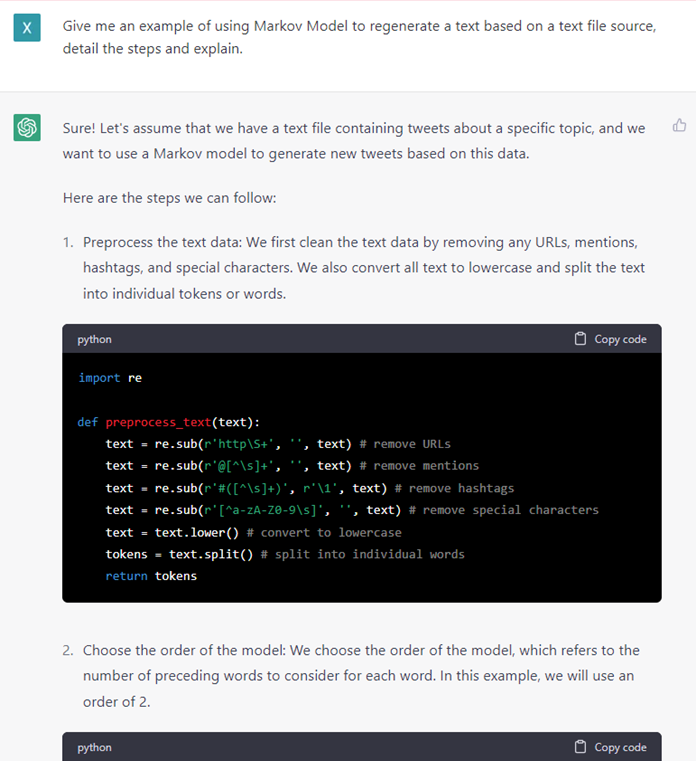 X
Give me an example of using Markov Model to regenerate a text based on a text file source,
detail the steps and explain.
Sure! Let's assume that we have a text file containing tweets about a specific topic, and we
want to use a Markov model to generate new tweets based on this data.
Here are the steps we can follow:
1. Preprocess the text data: We first clean the text data by removing any URLs, mentions,
hashtags, and special characters. We also convert all text to lowercase and split the text
into individual tokens or words.
python Copy code
import re
def preprocess_text(text):
    text = re.sub(r'http\S+', '', text) # remove URLs
    text = re.sub(r'@[^\s]+', '', text) # remove mentions
    text = re.sub(r'#([^\s]+)', r'\1', text) # remove hashtags
    text = re.sub(r'[^a-zA-Z0-9\s]', '', text) # remove special characters
    text = text.lower() # convert to lowercase
    tokens = text.split() # split into individual words
    return tokens
2. Choose the order of the model: We choose the order of the model, which refers to the
number of preceding words to consider for each word. In this example, we will use an
order of 2.
python Copy code